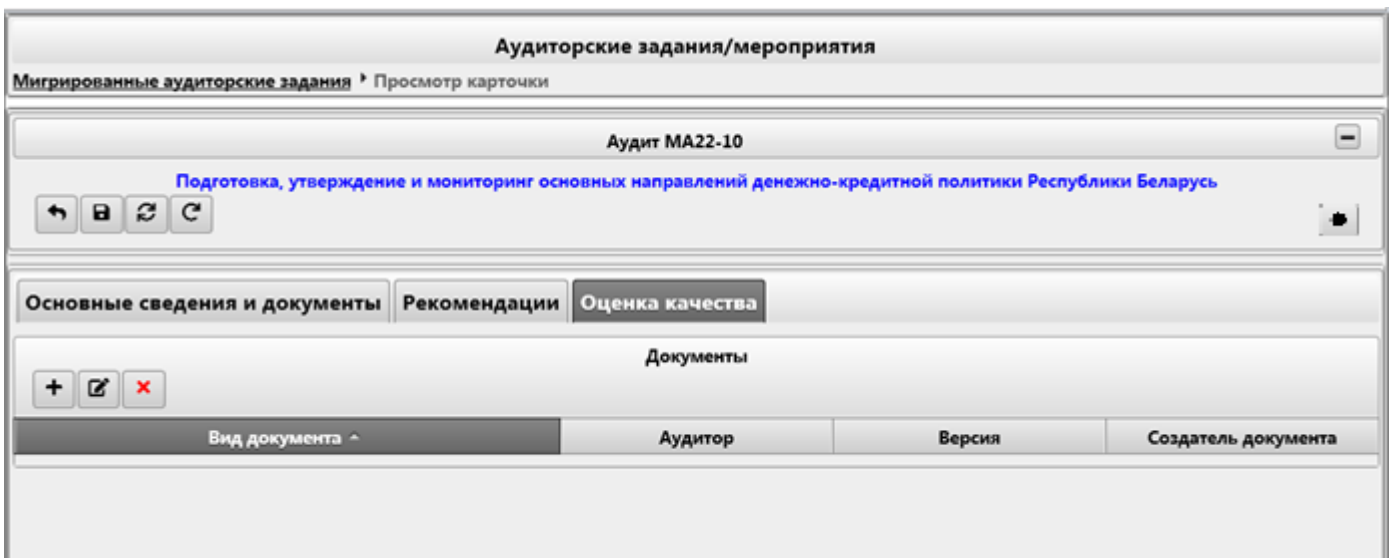 Аудиторские задания/мероприятия
Мигрированные аудиторские задания Просмотр карточки
Аудит МА22-10
Подготовка, утверждение и мониторинг основных направлений денежно-кредитной политики Республики Беларусь
Основные сведения и документы Рекомендации Оценка качества
Документы
Вид документа Аудитор Версия Создатель документа